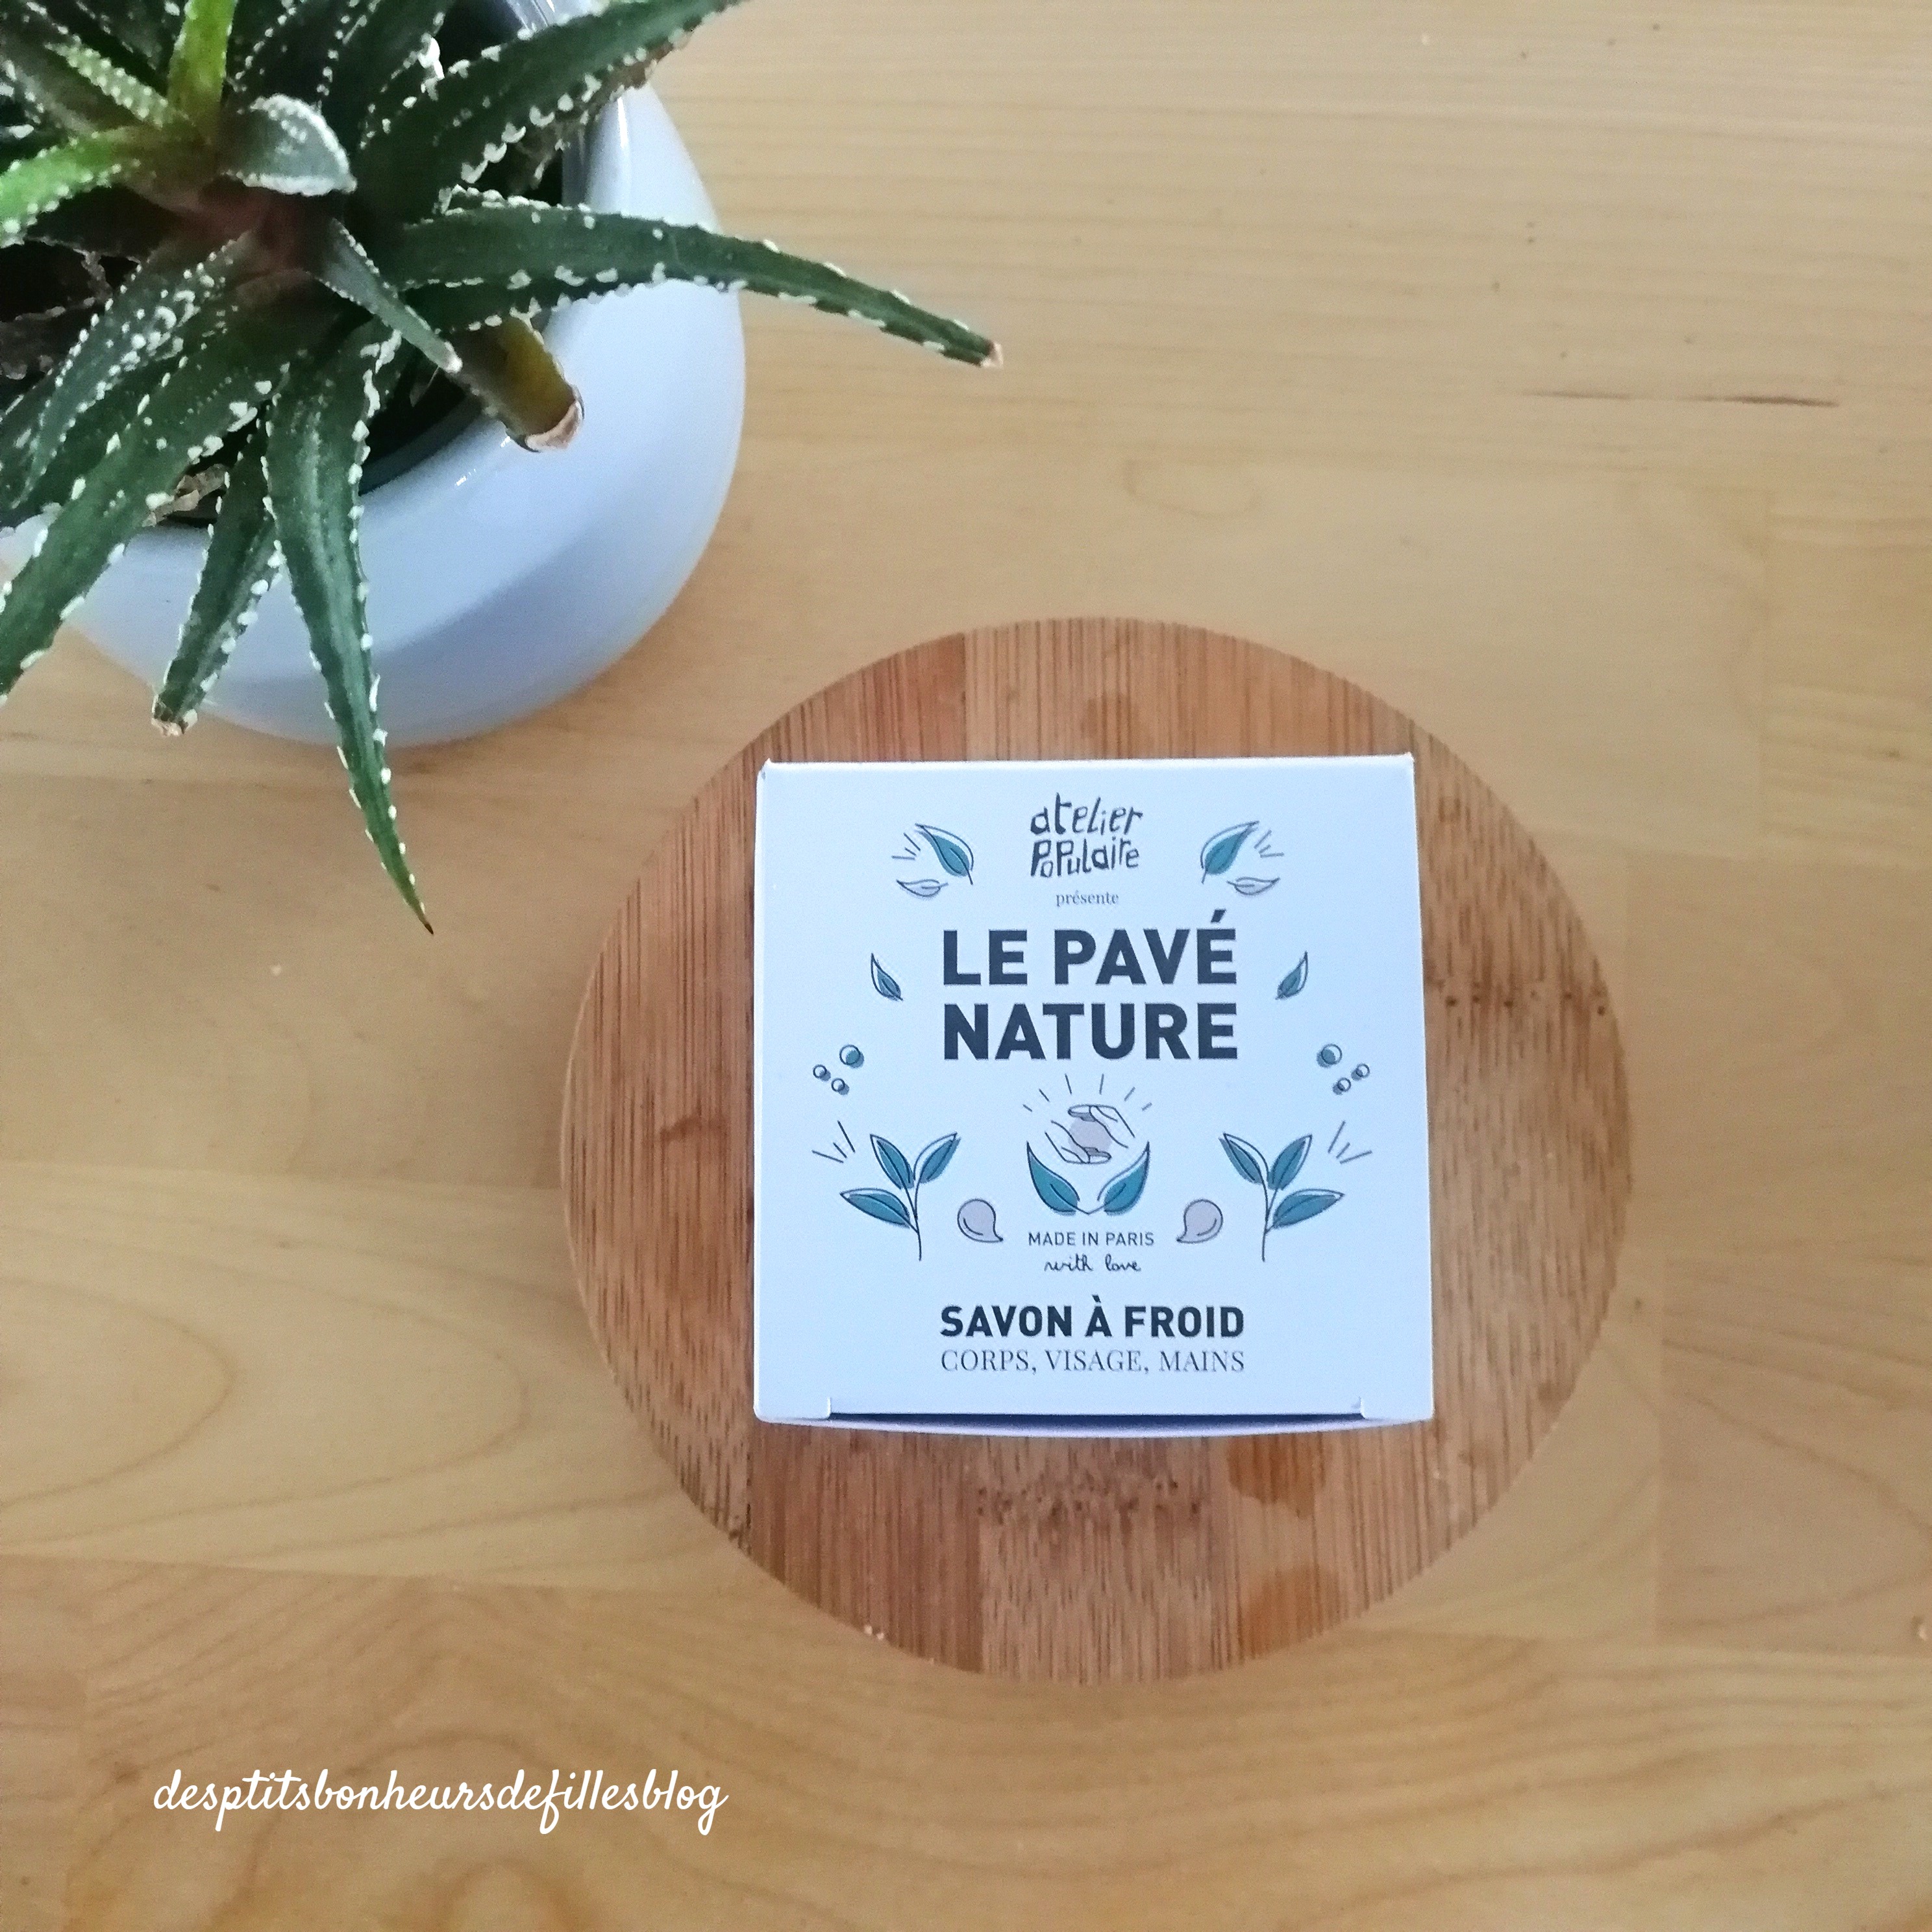 atelier
PoPulaire
présente
LE PAVÉ
NATURE
MADE IN PARIS
with love
SAVON À FROID
CORPS, VISAGE, MAINS
desptitsbonheursdefillesblog